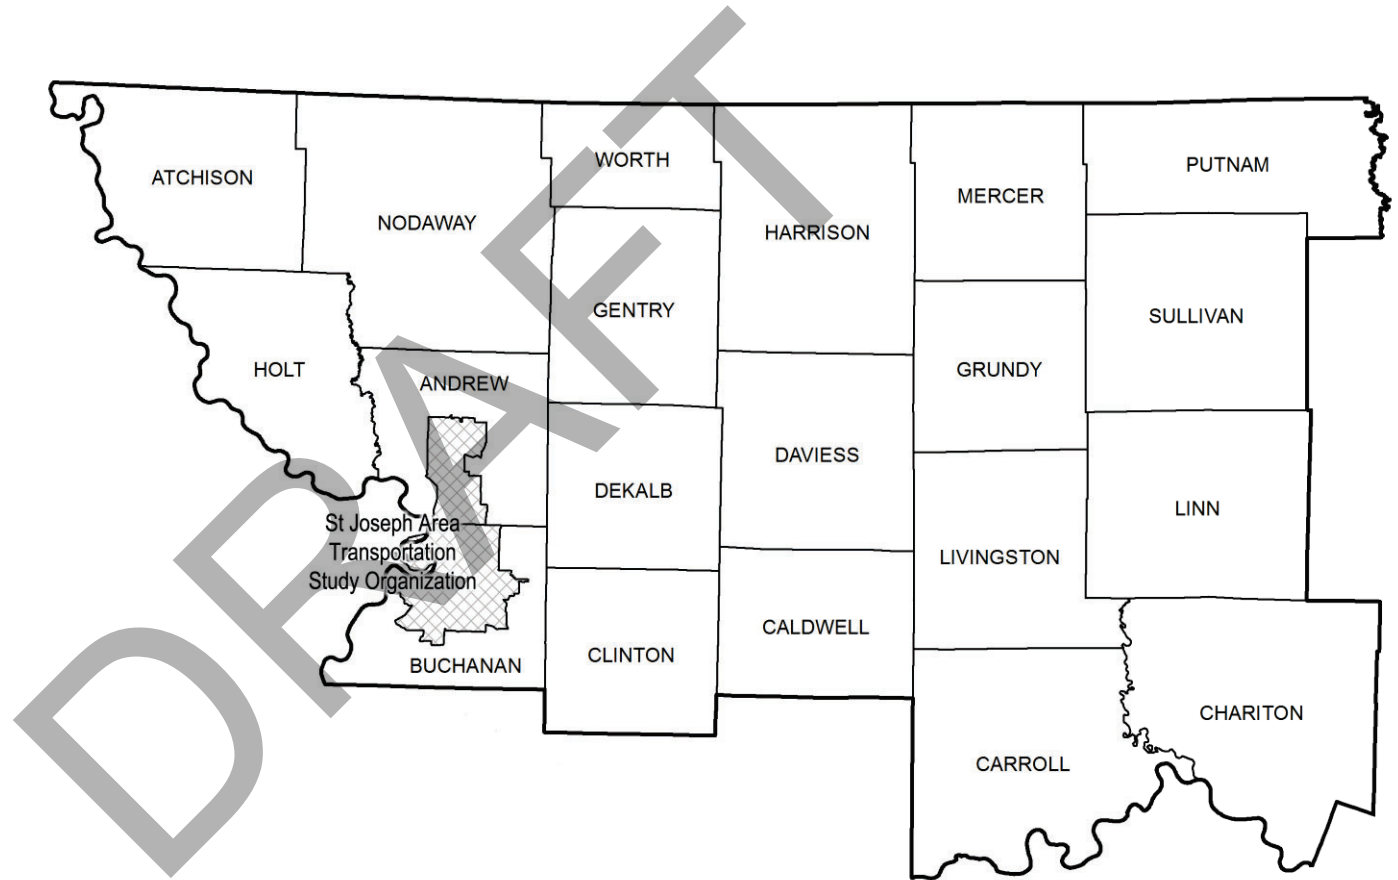 DRAFT
WORTH
PUTNAM
ATCHISON
MERCER
NODAWAY
HARRISON
GENTRY
SULLIVAN
HOLT
ANDREW
GRUNDY
DAVIESS
DEKALB
LINN
St Joseph Area
Transportation
Study Organization
LIVINGSTON
CALDWELL
CLINTON
BUCHANAN
CHARITON
CARROLL